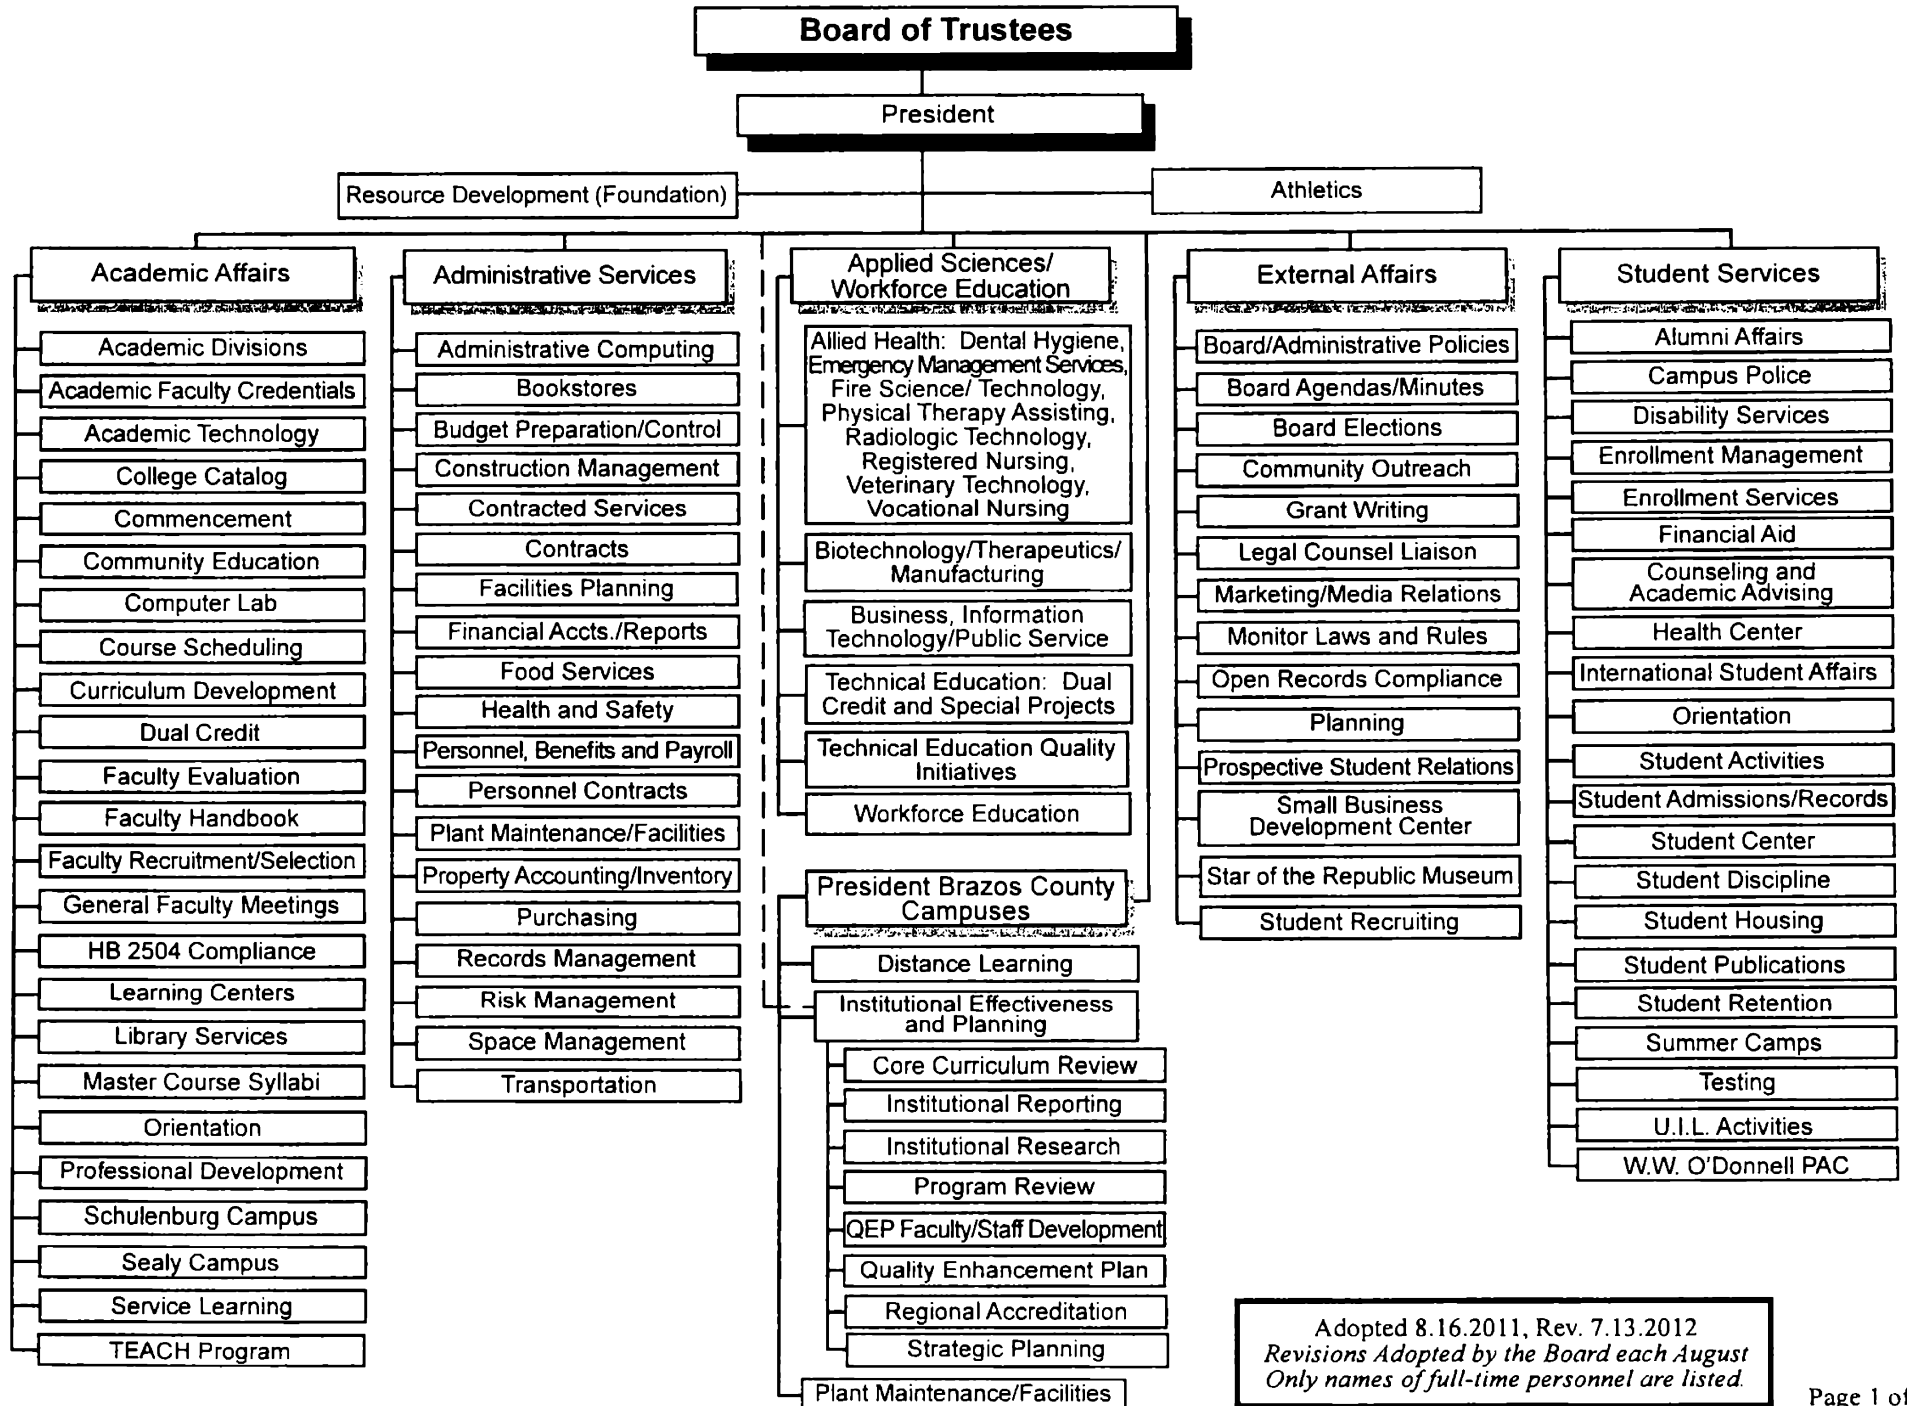 Board of Trustees
President
Resource Development (Foundation)
Athletics
Academic Affairs
Academic Divisions
Academic Faculty Credentials
Academic Technology
College Catalog
Commencement
Community Education
Computer Lab
Course Scheduling
Curriculum Development
Dual Credit
Faculty Evaluation
Faculty Handbook
Faculty Recruitment/Selection
General Faculty Meetings
HB 2504 Compliance
Learning Centers
Library Services
Master Course Syllabi
Orientation
Professional Development
Schulenburg Campus
Sealy Campus
Service Learning
TEACH Program
Administrative Services
Administrative Computing
Bookstores
Budget Preparation/Control
Construction Management
Contracted Services
Contracts
Facilities Planning
Financial Accts./Reports
Food Services
Health and Safety
Personnel, Benefits and Payroll
Personnel Contracts
Plant Maintenance/Facilities
Property Accounting/Inventory
Purchasing
Records Management
Risk Management
Space Management
Transportation
Applied Sciences/
Workforce Education
Allied Health: Dental Hygiene,
Emergency Management Services,
Fire Science/ Technology,
Physical Therapy Assisting,
Radiologic Technology,
Registered Nursing,
Veterinary Technology,
Vocational Nursing
Biotechnology/Therapeutics/
Manufacturing
Business, Information
Technology/Public Service
Technical Education: Dual
Credit and Special Projects
Technical Education Quality
Initiatives
Workforce Education
President Brazos County
Campuses
Distance Learning
Institutional Effectiveness
and Planning
Core Curriculum Review
Institutional Reporting
Institutional Research
Program Review
QEP Faculty/Staff Development
Quality Enhancement Plan
Regional Accreditation
Strategic Planning
Plant Maintenance/Facilities
External Affairs
Board/Administrative Policies
Board Agendas/Minutes
Board Elections
Community Outreach
Grant Writing
Legal Counsel Liaison
Marketing/Media Relations
Monitor Laws and Rules
Open Records Compliance
Planning
Prospective Student Relations
Small Business
Development Center
Star of the Republic Museum
Student Recruiting
Student Services
Alumni Affairs
Campus Police
Disability Services
Enrollment Management
Enrollment Services
Financial Aid
Counseling and
Academic Advising
Health Center
International Student Affairs
Orientation
Student Activities
Student Admissions/Records
Student Center
Student Discipline
Student Housing
Student Publications
Student Retention
Summer Camps
Testing
U.I.L. Activities
W.W. O'Donnell PAC
Adopted 8.16.2011, Rev. 7.13.2012
Revisions Adopted by the Board each August
Only names of full-time personnel are listed.
Page 1 of